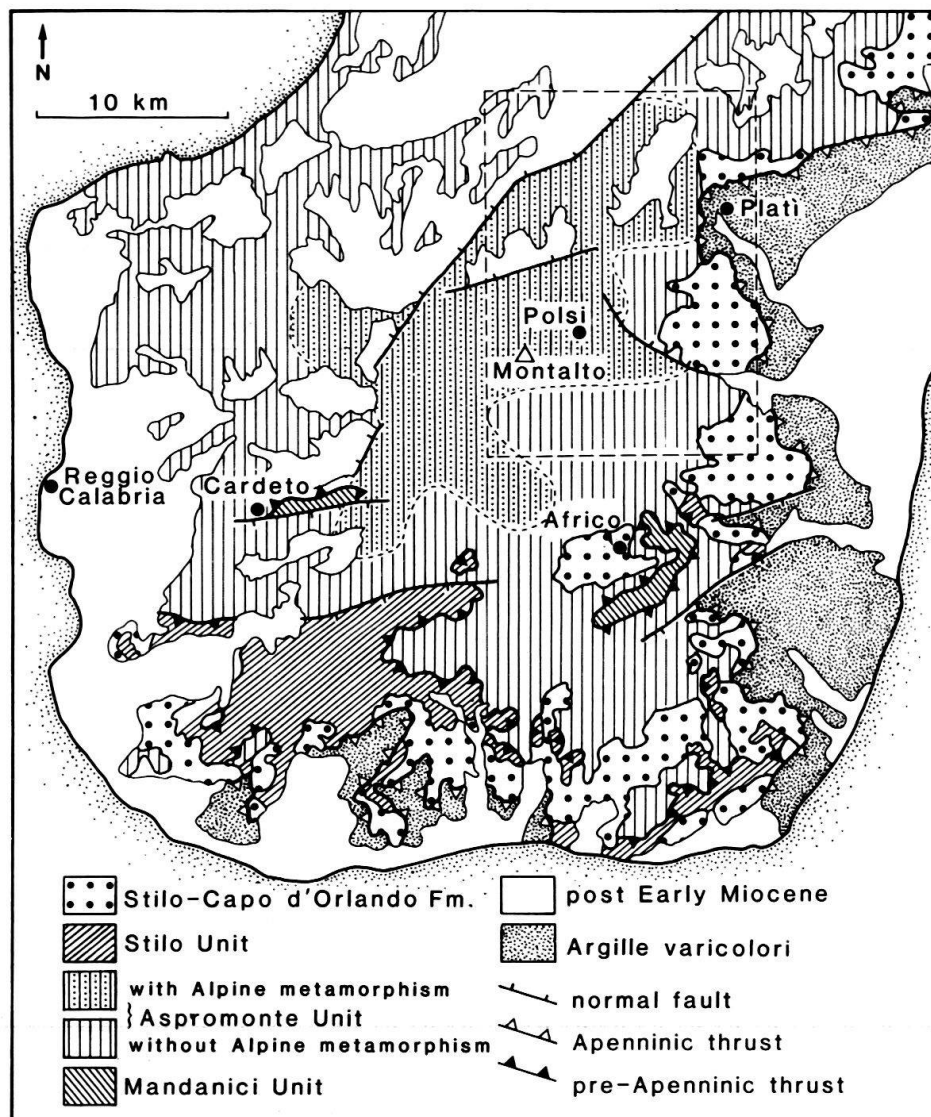 N
10 km
Platì
Polsi
Montalto
Reggio
Calabria
Cardeto
Africo
Stilo-Capo d'Orlando Fm.
Stilo Unit
with Alpine metamorphism
Aspromonte Unit
without Alpine metamorphism
Mandanici Unit
post Early Miocene
Argille varicolori
normal fault
Apenninic thrust
pre-Apenninic thrust